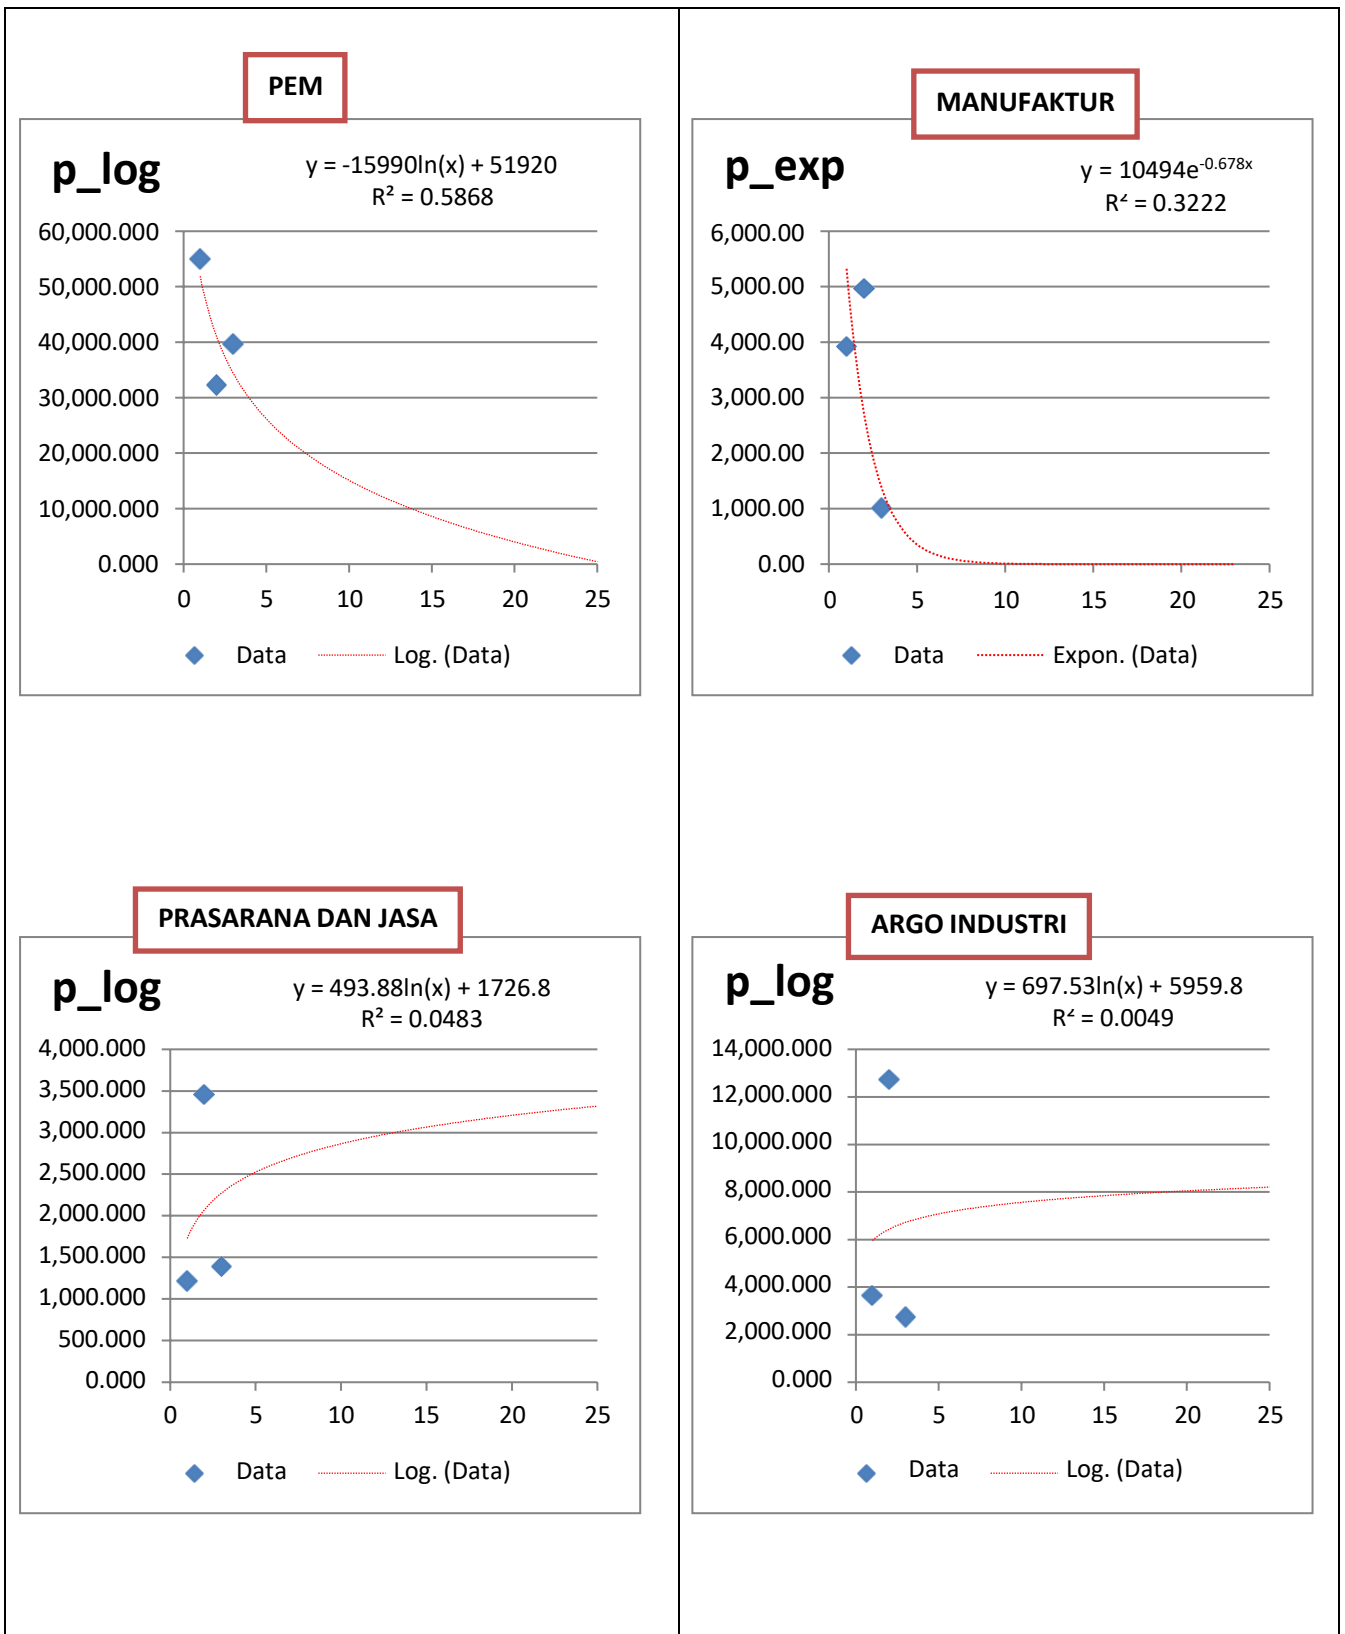 PEM
p_log
y = -15990ln(x) + 51920
R² = 0.5868
60,000.000
50,000.000
40,000.000
30,000.000
20,000.000
10,000.000
0.000
0 5 10 15 20 25
Data Log. (Data)
MANUFAKTUR
p_exp
y = 10494e^-0.678x
R² = 0.3222
6,000.00
5,000.00
4,000.00
3,000.00
2,000.00
1,000.00
0.00
0 5 10 15 20 25
Data Expon. (Data)
PRASARANA DAN JASA
p_log
y = 493.88ln(x) + 1726.8
R² = 0.0483
4,000.000
3,500.000
3,000.000
2,500.000
2,000.000
1,500.000
1,000.000
500.000
0.000
0 5 10 15 20 25
Data Log. (Data)
ARGO INDUSTRI
p_log
y = 697.53ln(x) + 5959.8
R² = 0.0049
14,000.000
12,000.000
10,000.000
8,000.000
6,000.000
4,000.000
2,000.000
0.000
0 5 10 15 20 25
Data Log. (Data)